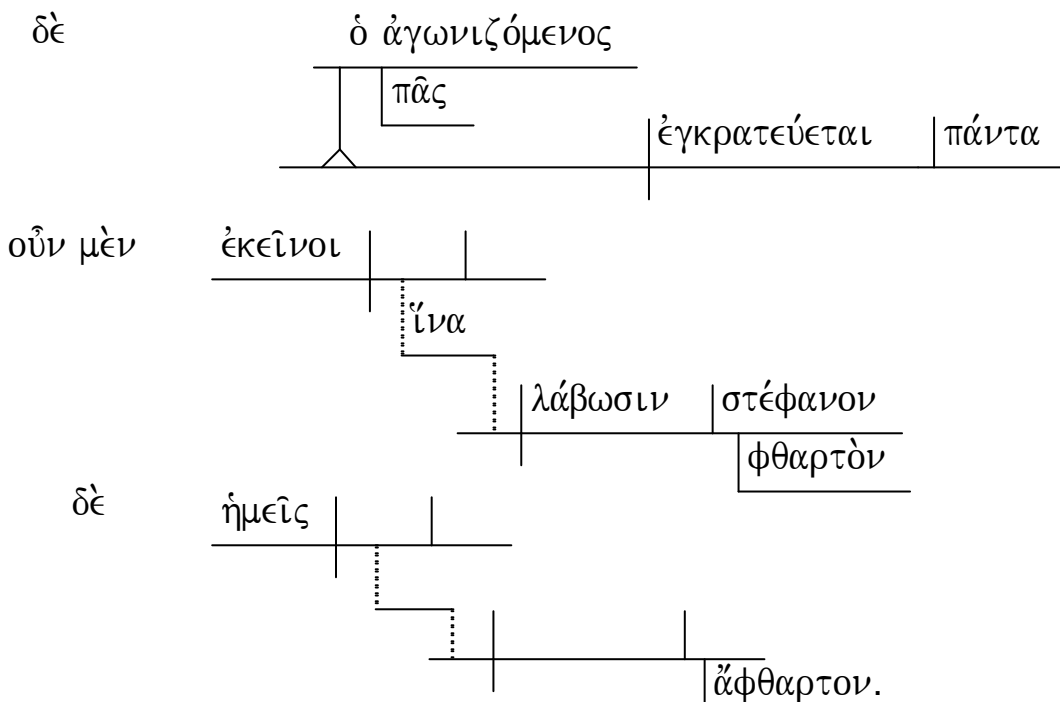 δὲ ὁ ἀγωνιζόμενος
πᾶς
ἐγκρατεύεται πάντα
οὖν μὲν ἐκεῖνοι
ἵνα
λάβωσιν στέφανον
φθαρτὸν
δὲ ἡμεῖς
ἄφθαρτον.